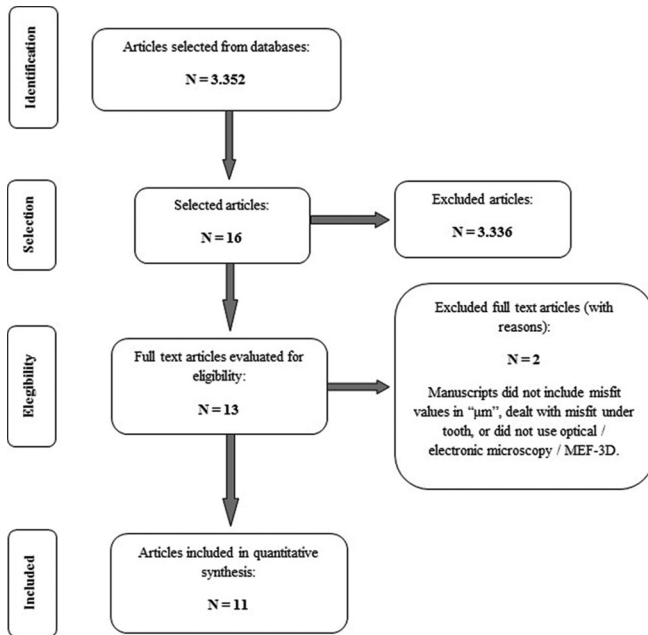 Identification
Articles selected from databases:
N = 3.352
Selection
Selected articles:
N = 16
Excluded articles:
N = 3.336
Elegibility
Full text articles evaluated for
eligibility:
N = 13
Excluded full text articles (with
reasons):
N = 2
Manuscripts did not include misfit
values in “µm”, dealt with misfit under
tooth, or did not use optical /
electronic microscopy / MEF-3D.
Included
Articles included in quantitative
synthesis:
N = 11